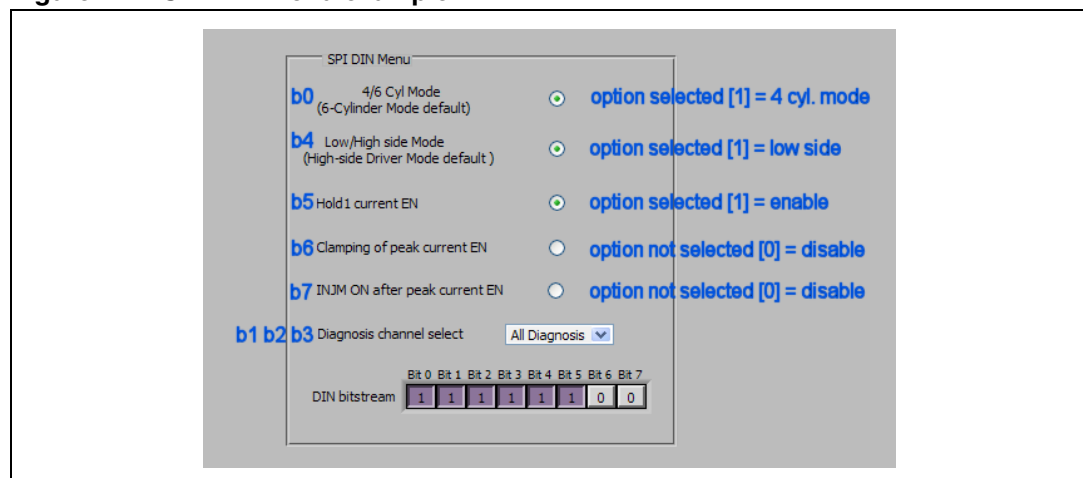 SPI DIN Menu
b0 4/6 Cyl Mode
(6-Cylinder Mode default)
option selected [1] = 4 cyl. mode
b4 Low/High side Mode
(High-side Driver Mode default )
option selected [1] = low side
b5 Hold1 current EN
option selected [1] = enable
b6 Clamping of peak current EN
option not selected [0] = disable
b7 INJM ON after peak current EN
option not selected [0] = disable
b1 b2 b3 Diagnosis channel select
All Diagnosis
Bit 0 Bit 1 Bit 2 Bit 3 Bit 4 Bit 5 Bit 6 Bit 7
DIN bitstream 1 1 1 1 1 1 0 0